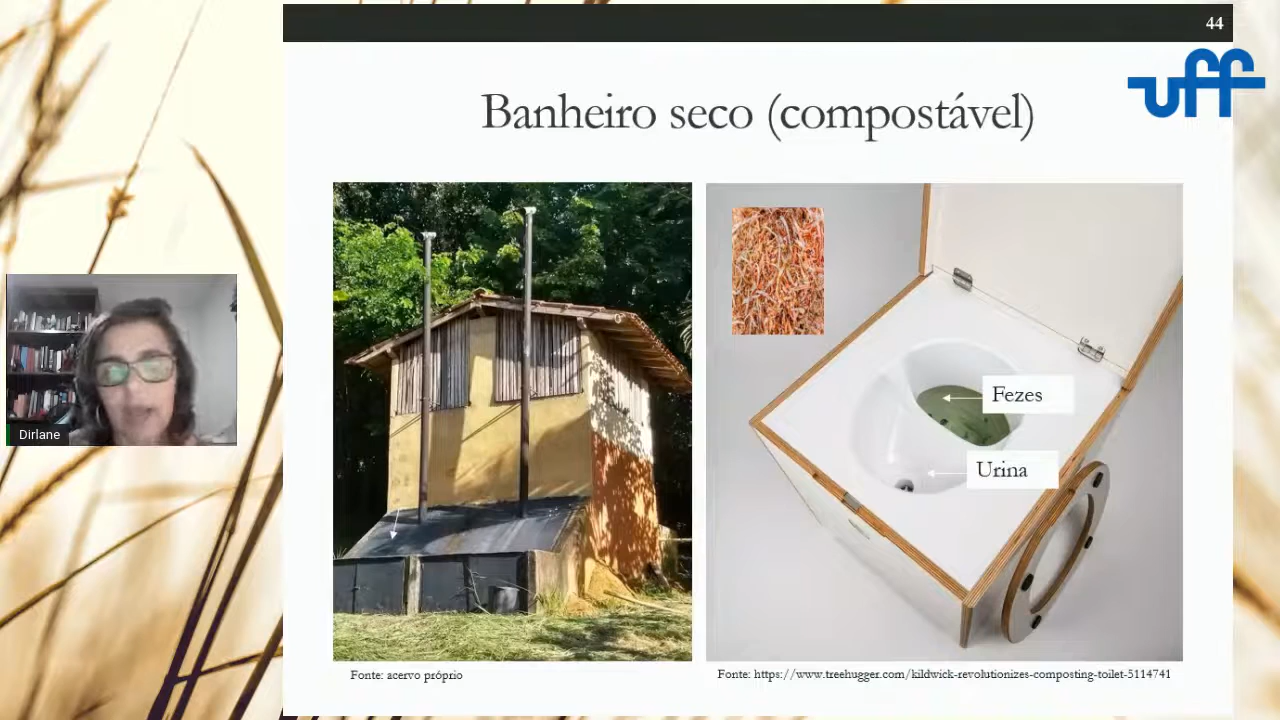 44
uff
Banheiro seco (compostável)
Fezes
Urina
Dirlane
Fonte: acervo próprio
Fonte: https://www.treehugger.com/kildwick-revolutionizes-composting-toilet-5114741